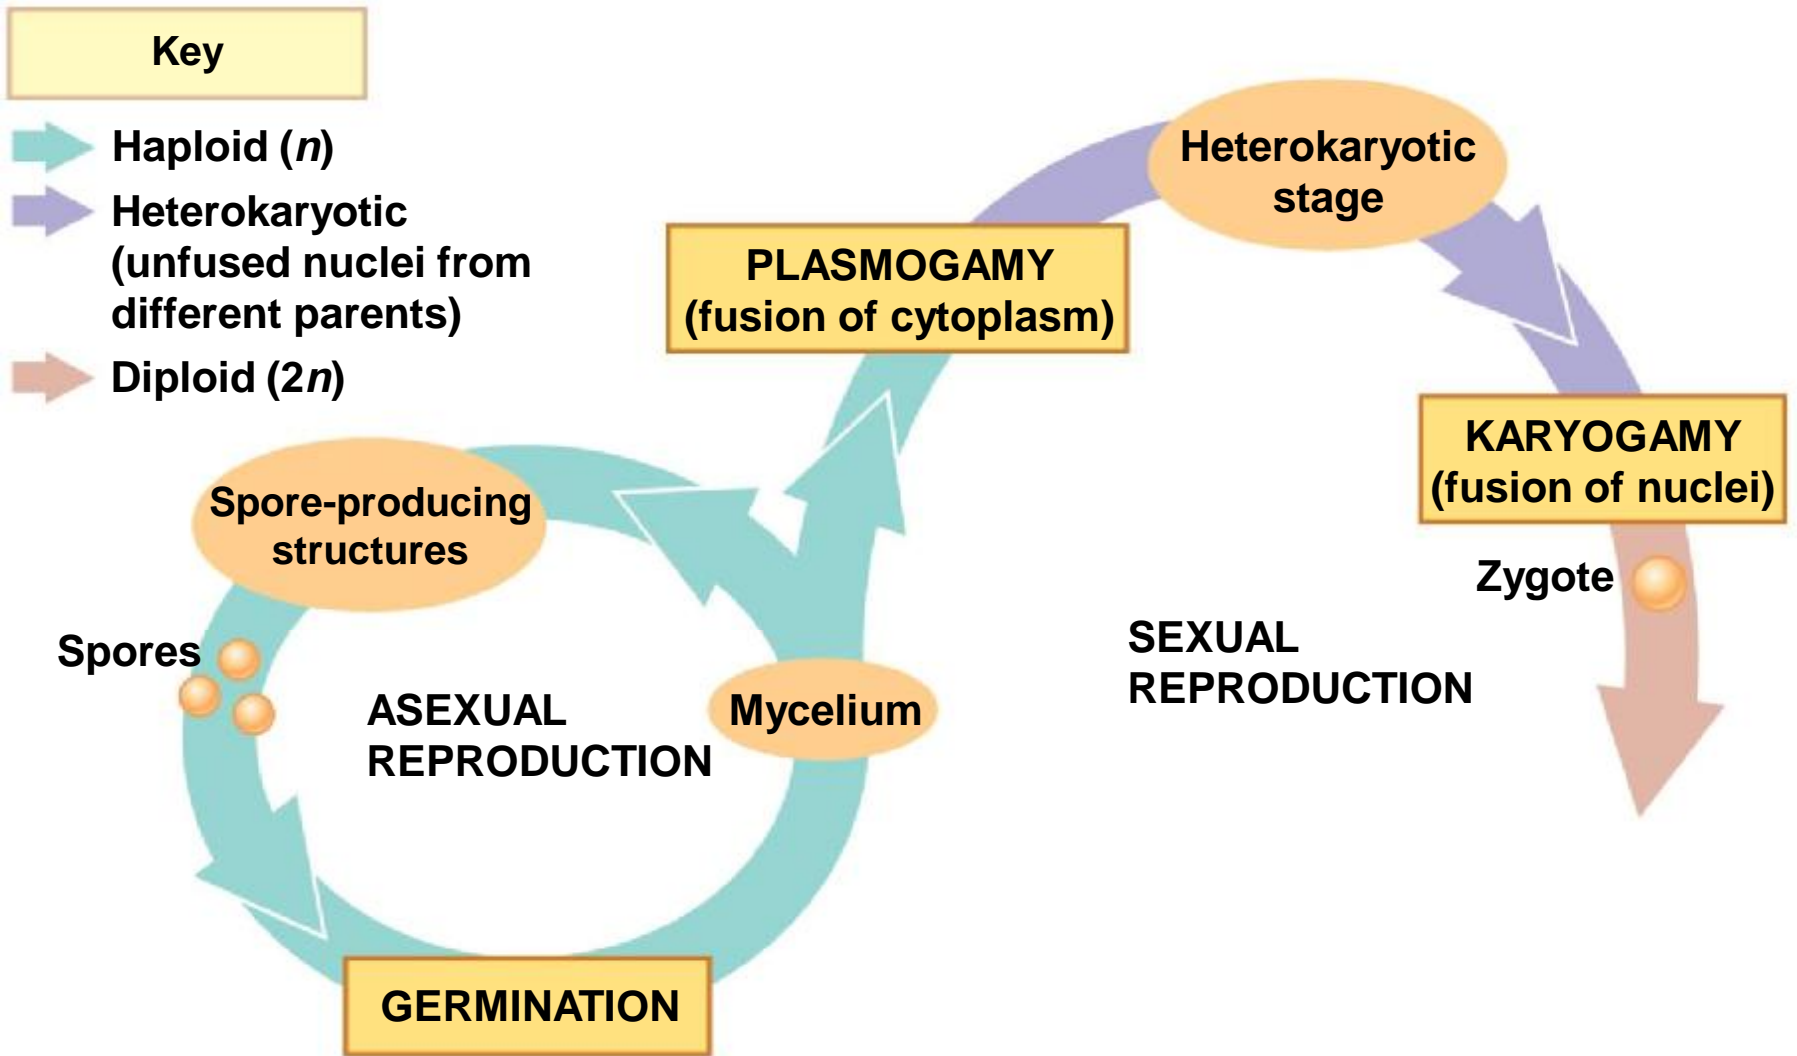 Key
Haploid (n)
Heterokaryotic
(unfused nuclei from
different parents)
Diploid (2n)
Heterokaryotic
stage
PLASMOGAMY
(fusion of cytoplasm)
KARYOGAMY
(fusion of nuclei)
Spore-producing
structures
Zygote
Spores
SEXUAL
REPRODUCTION
ASEXUAL
REPRODUCTION
Mycelium
GERMINATION